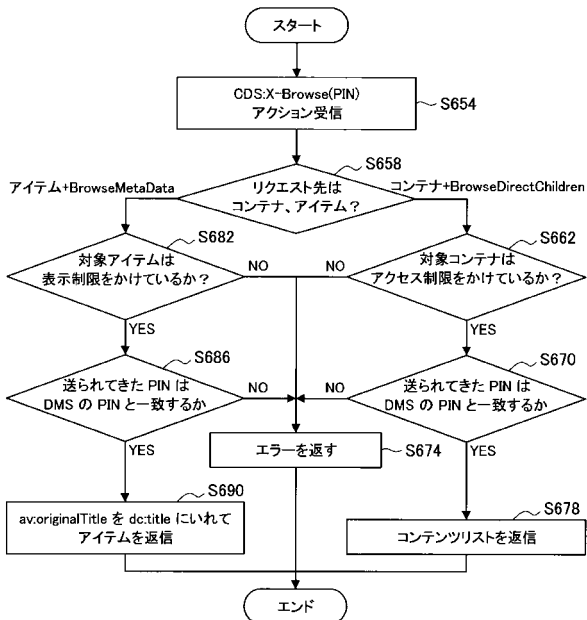 スタート
CDS:X-Browse(PIN)
アクション受信
S654
S658
リクエスト先は
コンテナ、アイテム？
アイテム+BrowseMetaData
コンテナ+BrowseDirectChildren
S682
対象アイテムは
表示制限をかけているか？
NO
YES
S662
対象コンテナは
アクセス制限をかけているか？
NO
YES
S686
送られてきた PIN は
DMS の PIN と一致するか
NO
YES
S670
送られてきた PIN は
DMS の PIN と一致するか
NO
YES
エラーを返す
S674
S690
av:originalTitle を dc:title にいれて
アイテムを返信
S678
コンテンツリストを返信
エンド